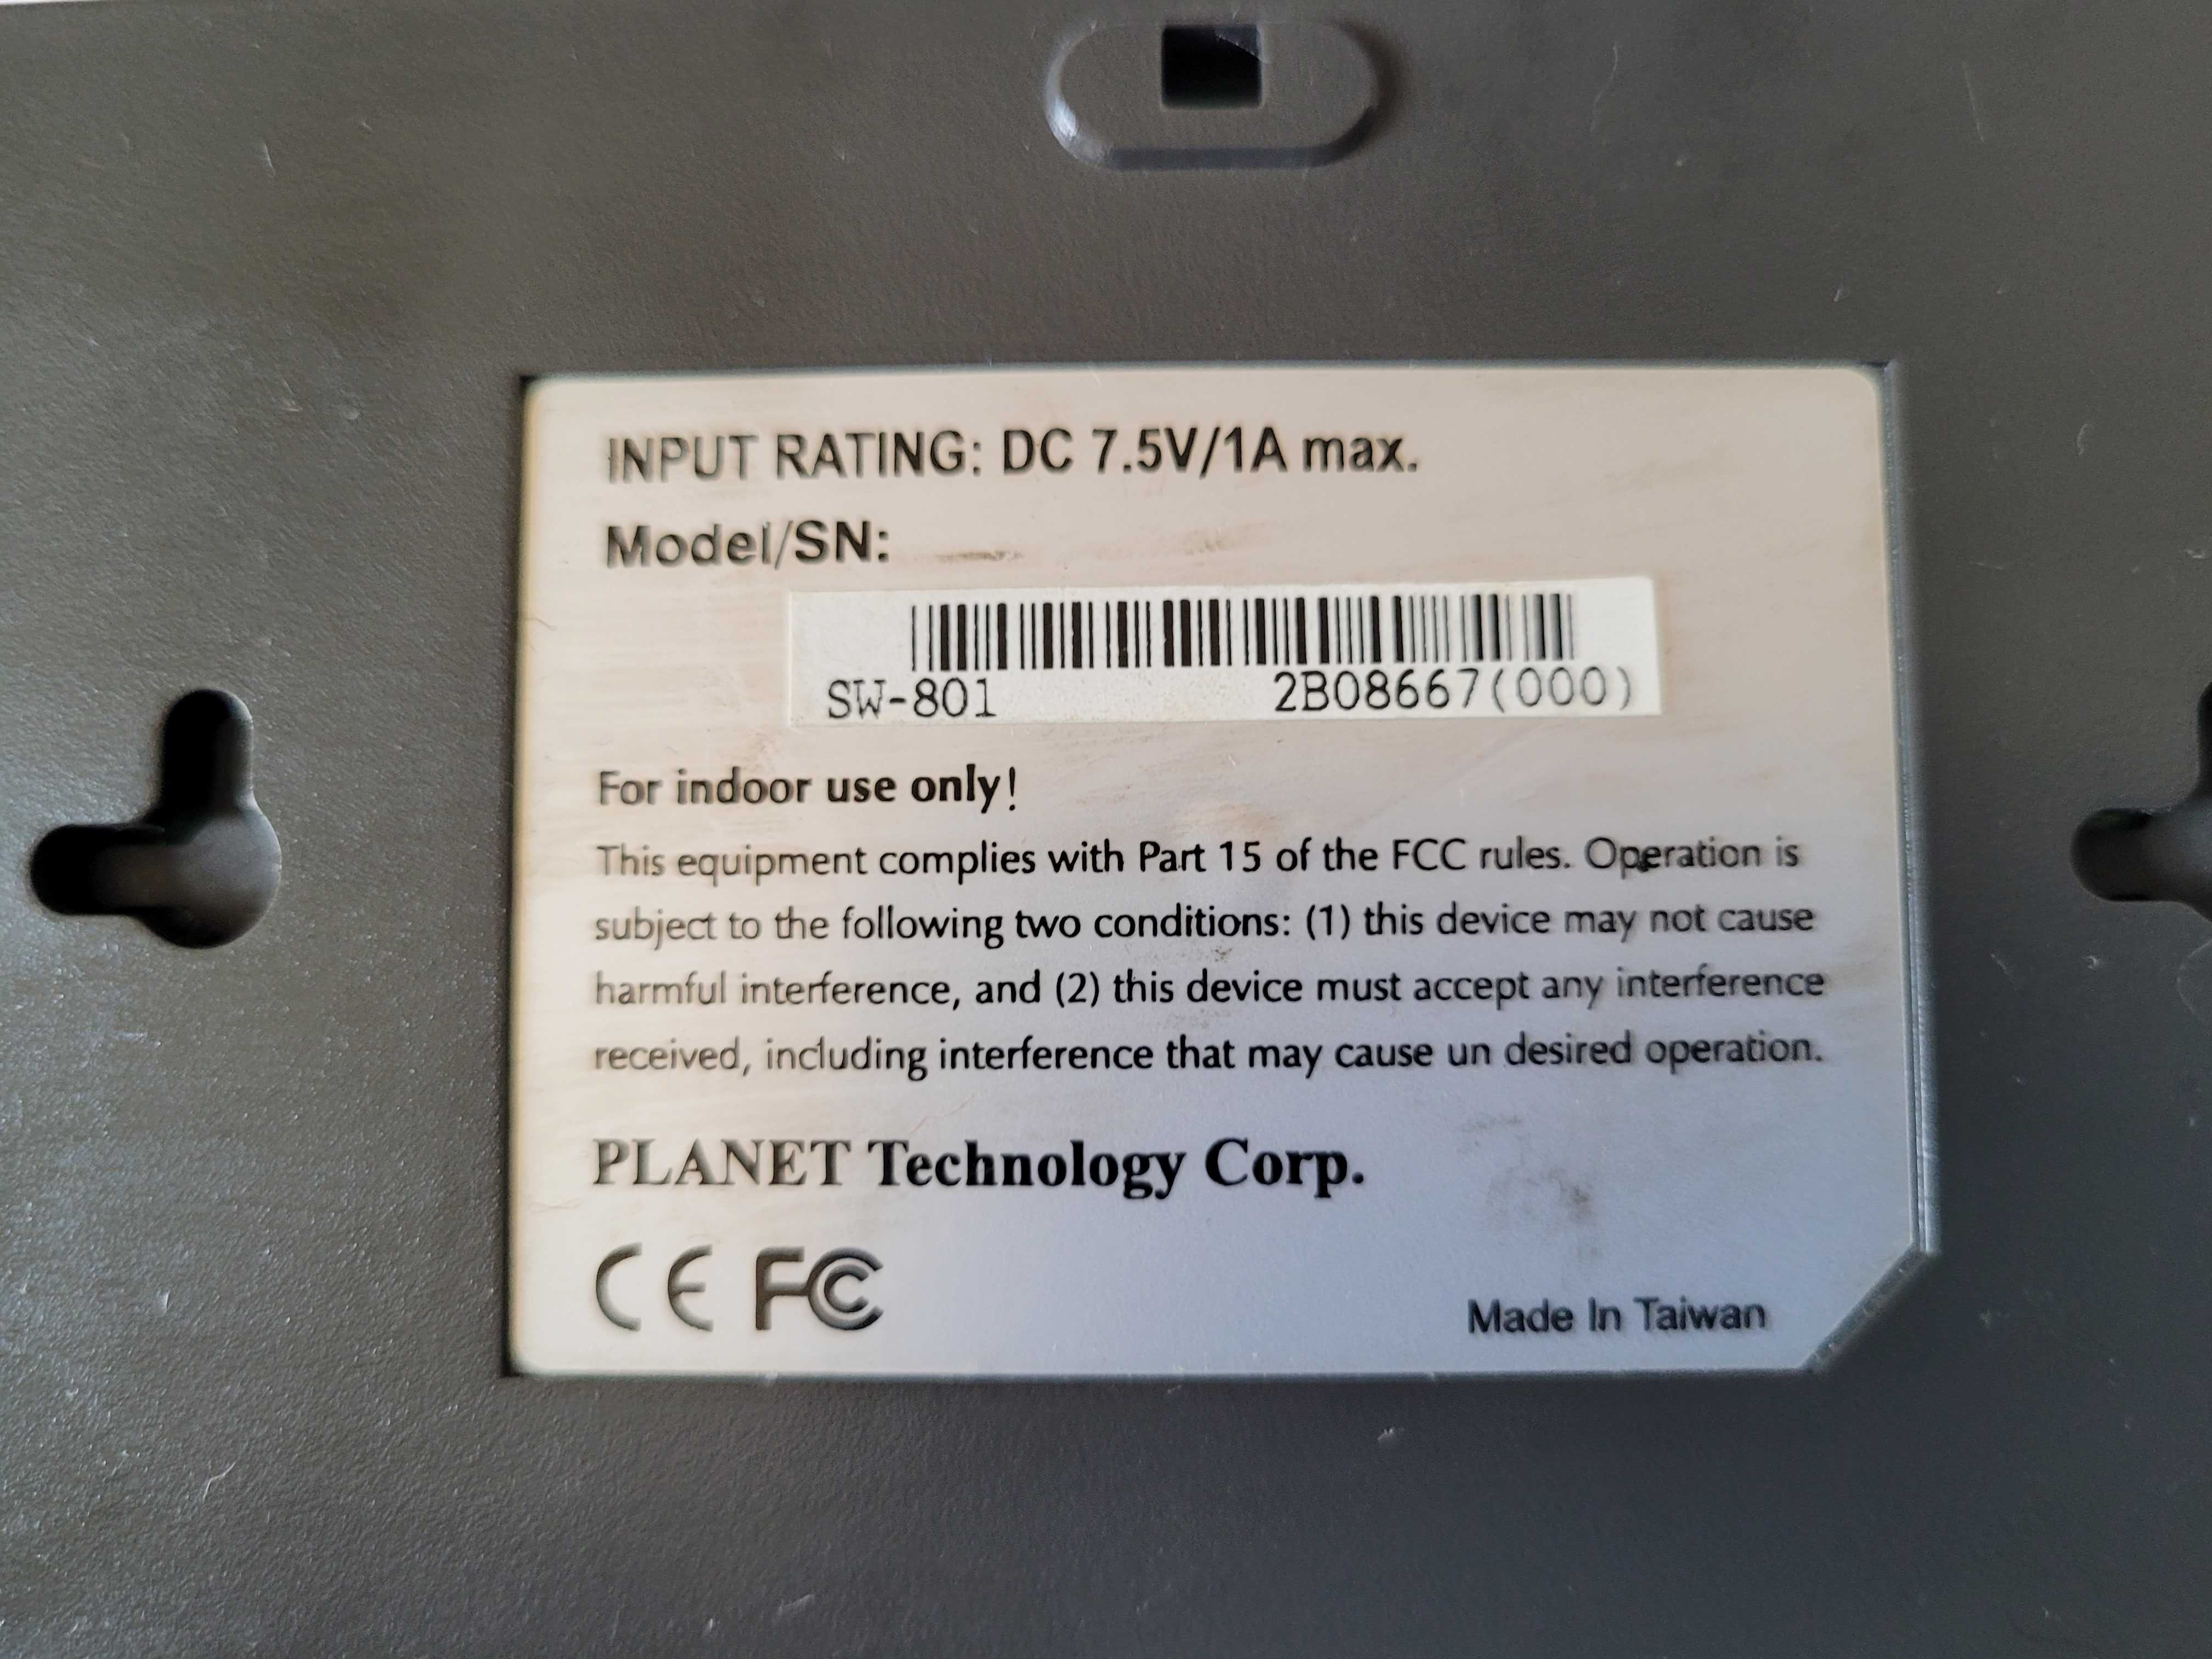 INPUT RATING: DC 7.5V/1A max.
Model/SN:
SW-801 2B08667(000)
For indoor use only!
This equipment complies with Part 15 of the FCC rules. Operation is
subject to the following two conditions: (1) this device may not cause
harmful interference, and (2) this device must accept any interference
received, including interference that may cause un desired operation.
PLANET Technology Corp.
CE FC
Made In Taiwan